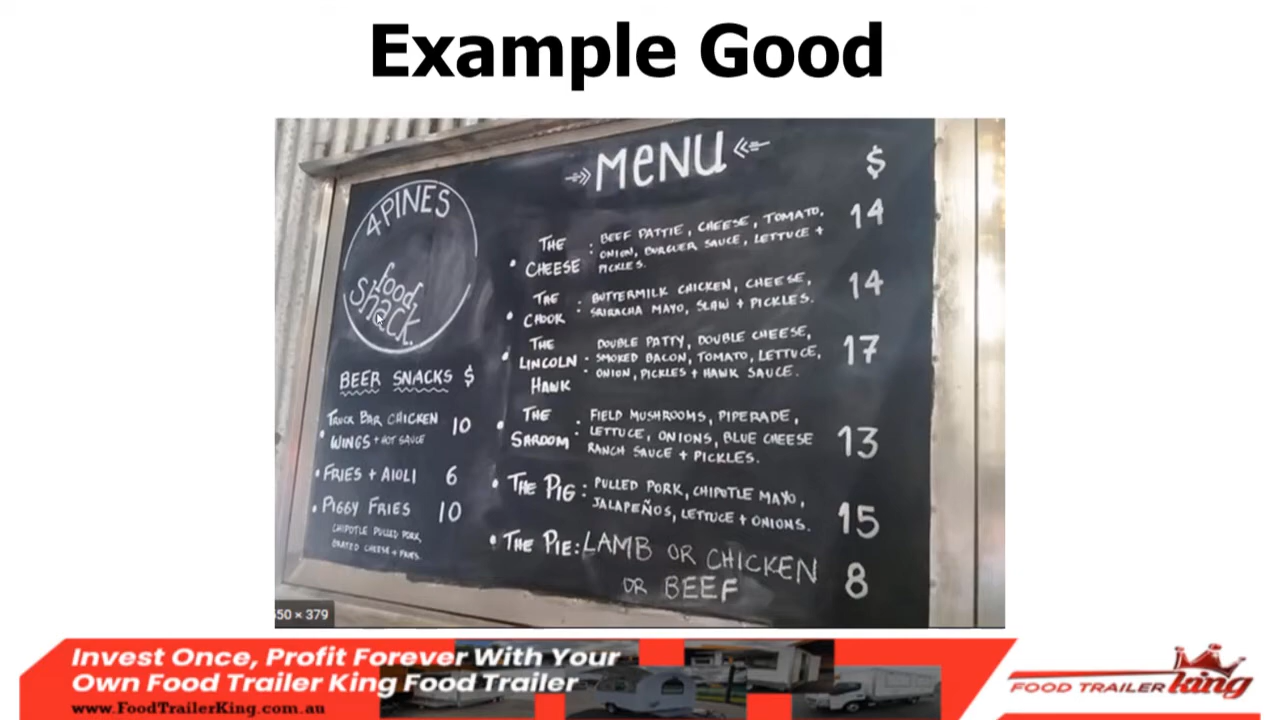 Example Good
4 PINES
food
Snack.
BEER SNACKS $
TRUCK BAR CHICKEN 10
WINGS + HOT SAUCE
• FRIES + AIOLI 6
• PIGGY FRIES 10
CHIPOTLE PULLED PORK,
GRATED CHEESE + FRIES.
MENU
$
THE : BEEF PATTIE, CHEESE, TOMATO, 14
• CHEESE ONION, BURGUER SAUCE, LETTUCE +
PICKLES.
THE : BUTTERMILK CHICKEN, CHEESE, 14
• CHOOK SRIRACHA MAYO, SLAW + PICKLES.
THE DOUBLE PATTY, DOUBLE CHEESE,
• LINCOLN : SMOKED BACON, TOMATO, LETTUCE, 17
HAWK ONION, PICKLES + HAWK SAUCE.
• THE : FIELD MUSHROOMS, PIPERADE,
LETTUCE, ONIONS, BLUE CHEESE 13
RANCH SAUCE + PICKLES.
• THE PIG : PULLED PORK, CHIPOTLE MAYO,
JALAPEÑOS, LETTUCE + ONIONS. 15
• THE PIE: LAMB OR CHICKEN
OR BEEF 8
50 × 379
Invest Once, Profit Forever With Your
Own Food Trailer King Food Trailer
www.FoodTrailerKing.com.au
FOOD TRAILER king